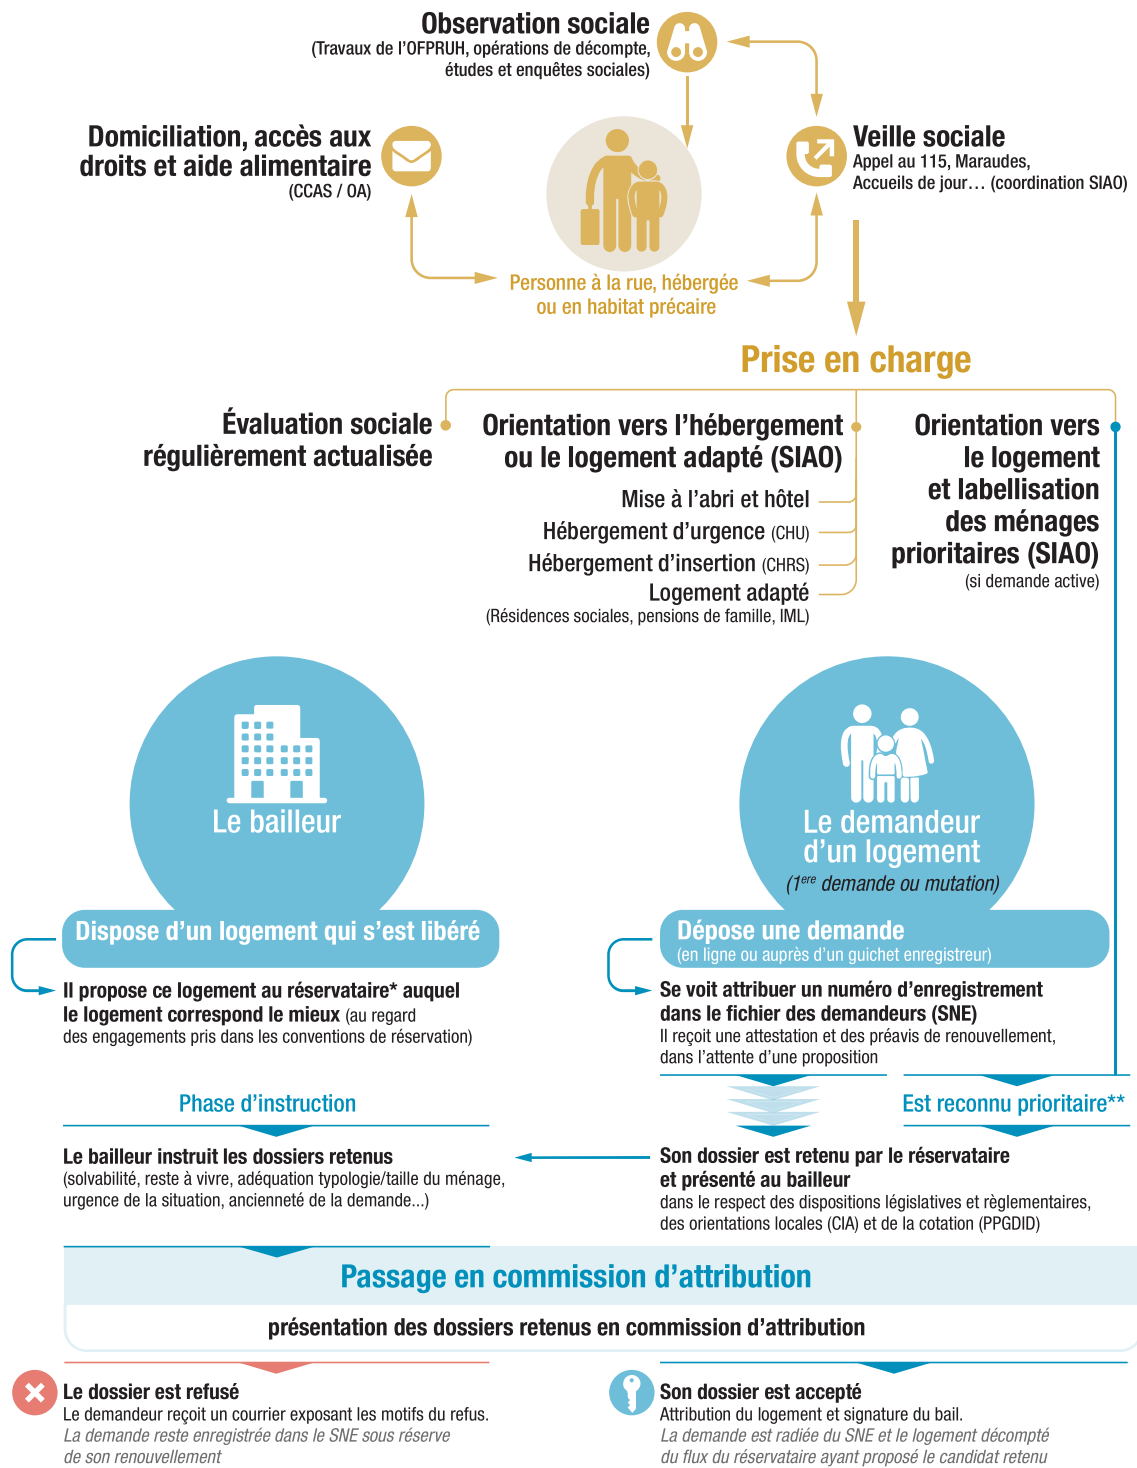 Observation sociale
(Travaux de l'OFPRUH, opérations de décompte,
études et enquêtes sociales)
Domiciliation, accès aux
droits et aide alimentaire
(CCAS / OA)
Veille sociale
Appel au 115, Maraudes,
Accueils de jour… (coordination SIAO)
Personne à la rue, hébergée
ou en habitat précaire
Prise en charge
Évaluation sociale
régulièrement actualisée
Orientation vers l'hébergement
ou le logement adapté (SIAO)
Mise à l'abri et hôtel
Hébergement d'urgence (CHU)
Hébergement d'insertion (CHRS)
Logement adapté
(Résidences sociales, pensions de famille, IML)
Orientation vers
le logement
et labellisation
des ménages
prioritaires (SIAO)
(si demande active)
Le bailleur
Dispose d'un logement qui s'est libéré
Il propose ce logement au réservataire* auquel
le logement correspond le mieux (au regard
des engagements pris dans les conventions de réservation)
Le demandeur
d'un logement
(1ere demande ou mutation)
Dépose une demande
(en ligne ou auprès d'un guichet enregistreur)
Se voit attribuer un numéro d'enregistrement
dans le fichier des demandeurs (SNE)
Il reçoit une attestation et des préavis de renouvellement,
dans l'attente d'une proposition
Phase d'instruction
Est reconnu prioritaire**
Le bailleur instruit les dossiers retenus
(solvabilité, reste à vivre, adéquation typologie/taille du ménage,
urgence de la situation, ancienneté de la demande...)
Son dossier est retenu par le réservataire
et présenté au bailleur
dans le respect des dispositions législatives et règlementaires,
des orientations locales (CIA) et de la cotation (PPGDID)
Passage en commission d'attribution
présentation des dossiers retenus en commission d'attribution
Le dossier est refusé
Le demandeur reçoit un courrier exposant les motifs du refus.
La demande reste enregistrée dans le SNE sous réserve
de son renouvellement
Son dossier est accepté
Attribution du logement et signature du bail.
La demande est radiée du SNE et le logement décompté
du flux du réservataire ayant proposé le candidat retenu